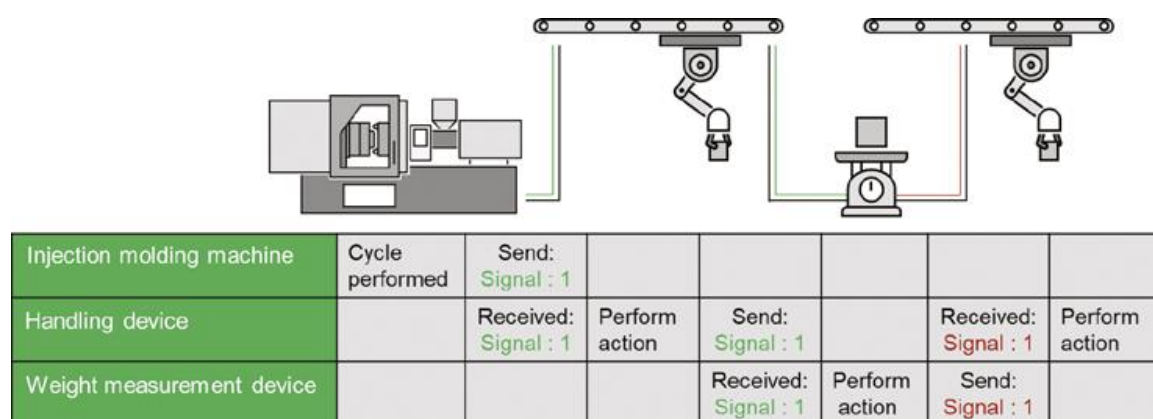 Injection molding machine
Cycle
performed
Send:
Signal : 1
Handling device
Received:
Signal : 1
Perform
action
Send:
Signal : 1
Received:
Signal : 1
Perform
action
Weight measurement device
Received:
Signal : 1
Perform
action
Send:
Signal : 1